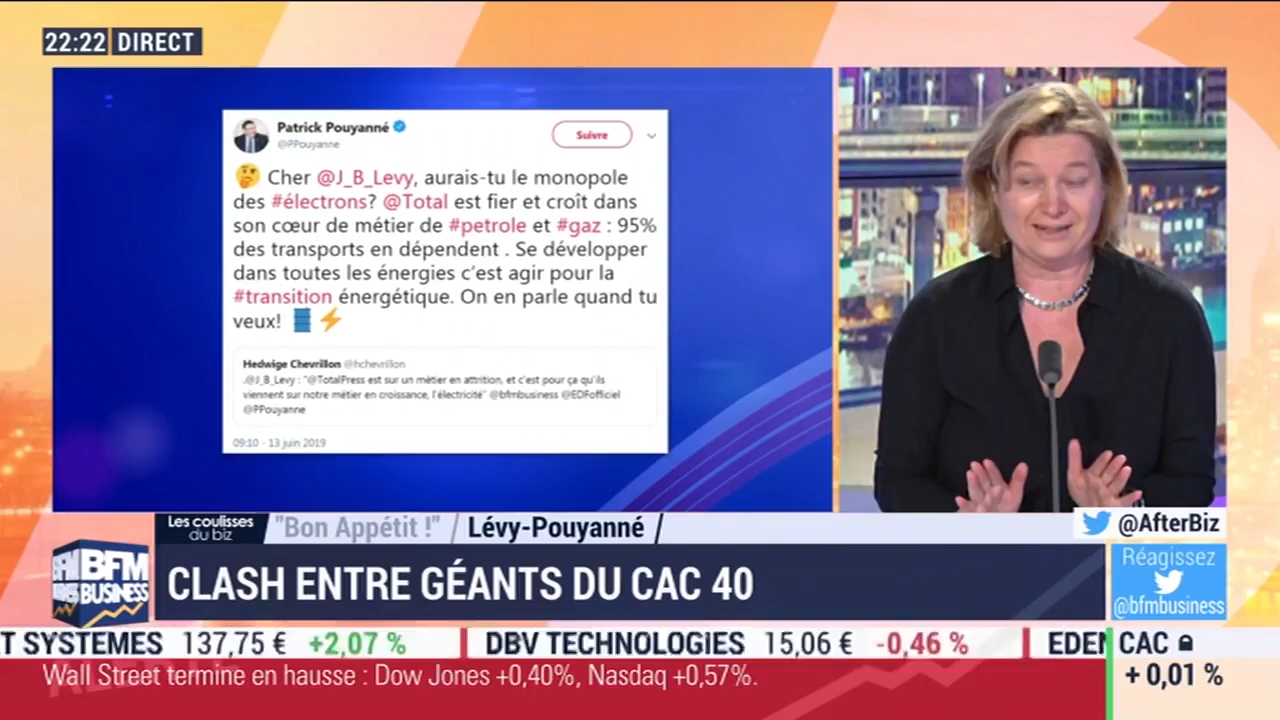 22:22 DIRECT
Patrick Pouyanné
@PPouyanne
Suivre
🤔 Cher @J_B_Levy, aurais-tu le monopole
des #électrons? @Total est fier et croît dans
son cœur de métier de #petrole et #gaz : 95%
des transports en dépendent . Se développer
dans toutes les énergies c'est agir pour la
#transition énergétique. On en parle quand tu
veux! 🛢️⚡
Hedwige Chevrillon @hchevrillon
.@J_B_Levy : "@TotalPress est sur un métier en attrition, et c'est pour ça qu'ils
viennent sur notre métier en croissance, l'électricité" @bfmbusiness @EDFofficiel
@PPouyanne
09:10 - 13 juin 2019
Les coulisses
du biz
"Bon Appétit !" / Lévy-Pouyanné /
@AfterBiz
BFM
BUSINESS
CLASH ENTRE GÉANTS DU CAC 40
Réagissez
@bfmbusiness
T SYSTEMES 137,75 € +2,07 % DBV TECHNOLOGIES 15,06 € -0,46 % EDEN
CAC
+ 0,01 %
Wall Street termine en hausse : Dow Jones +0,40%, Nasdaq +0,57%.